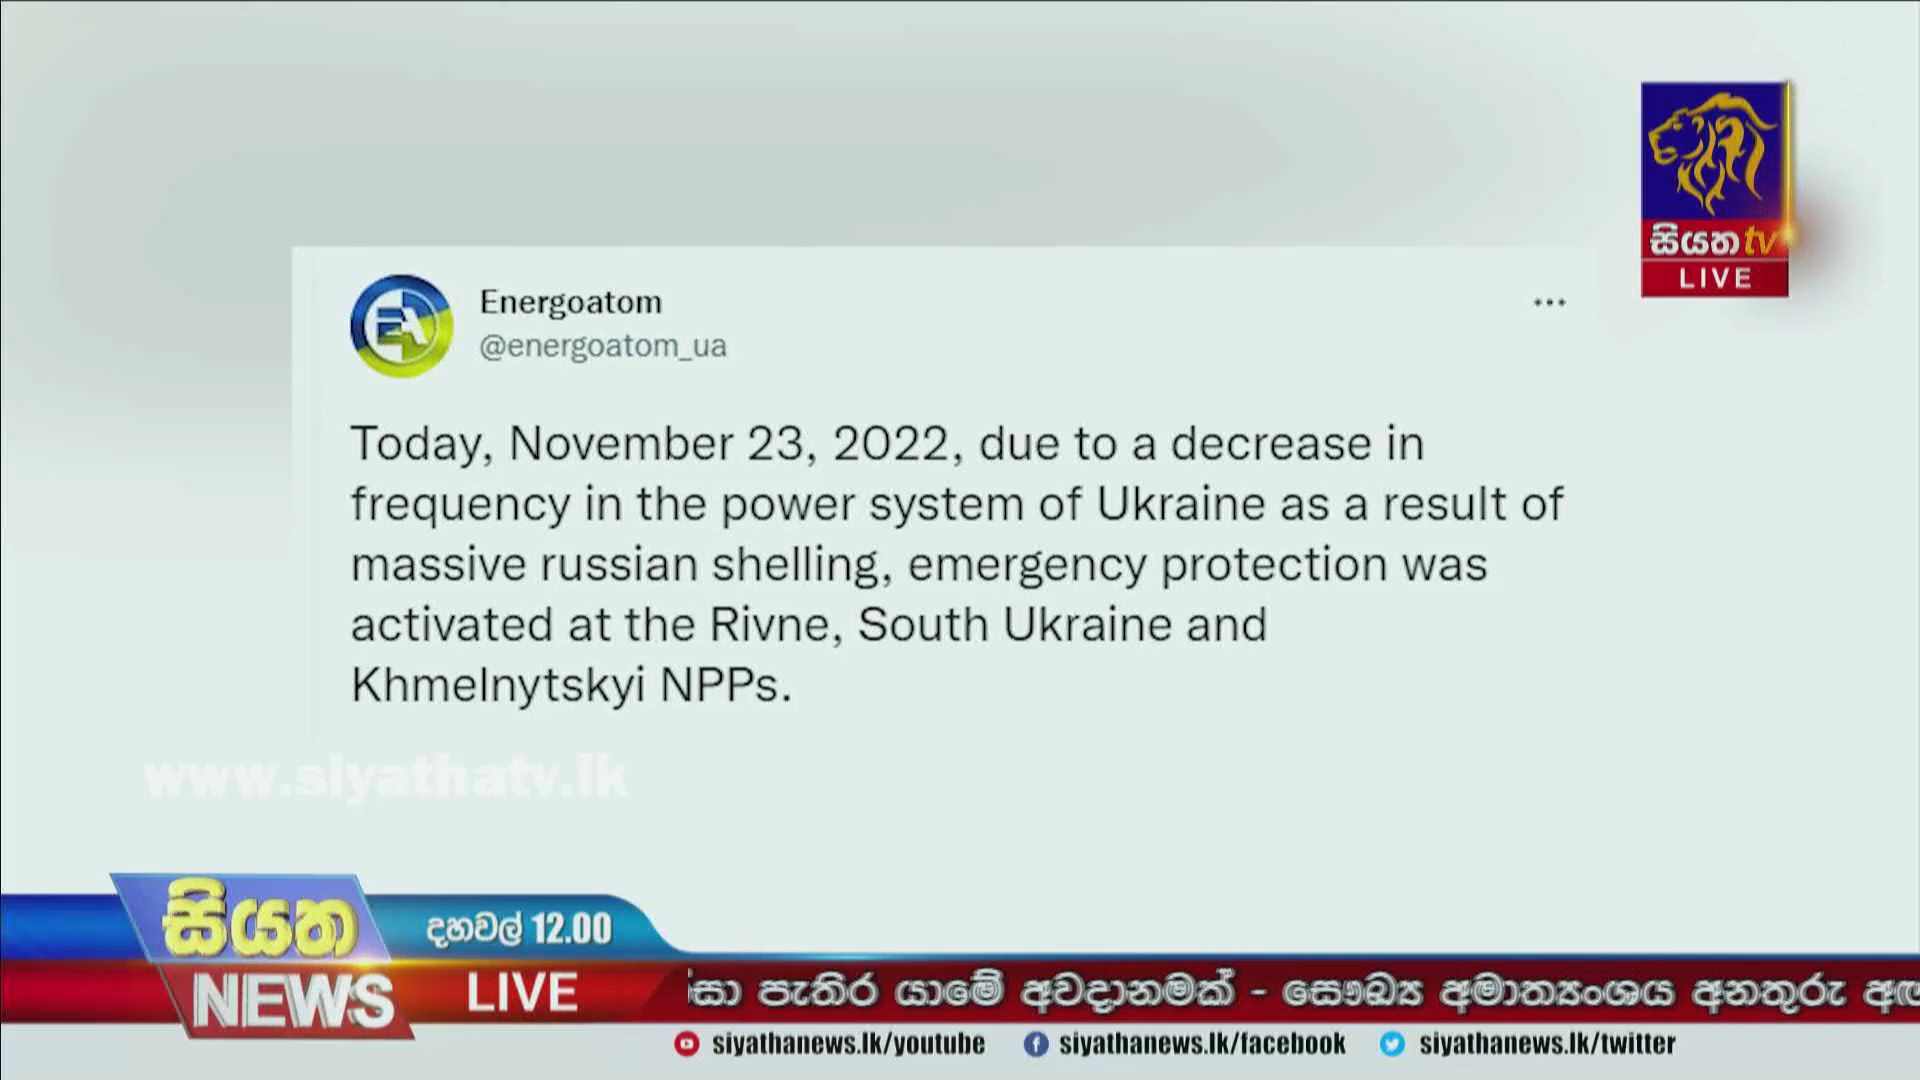 සියත tv
LIVE
Energoatom
@energoatom_ua
Today, November 23, 2022, due to a decrease in
frequency in the power system of Ukraine as a result of
massive russian shelling, emergency protection was
activated at the Rivne, South Ukraine and
Khmelnytskyi NPPs.
www.siyathatv.lk
සියත
NEWS
දහවල් 12.00
LIVE
පැතිර යාමේ අවදානමක් - සෞඛ්‍ය අමාත්‍යංශය අනතුරු
siyathanews.lk/youtube
siyathanews.lk/facebook
siyathanews.lk/twitter